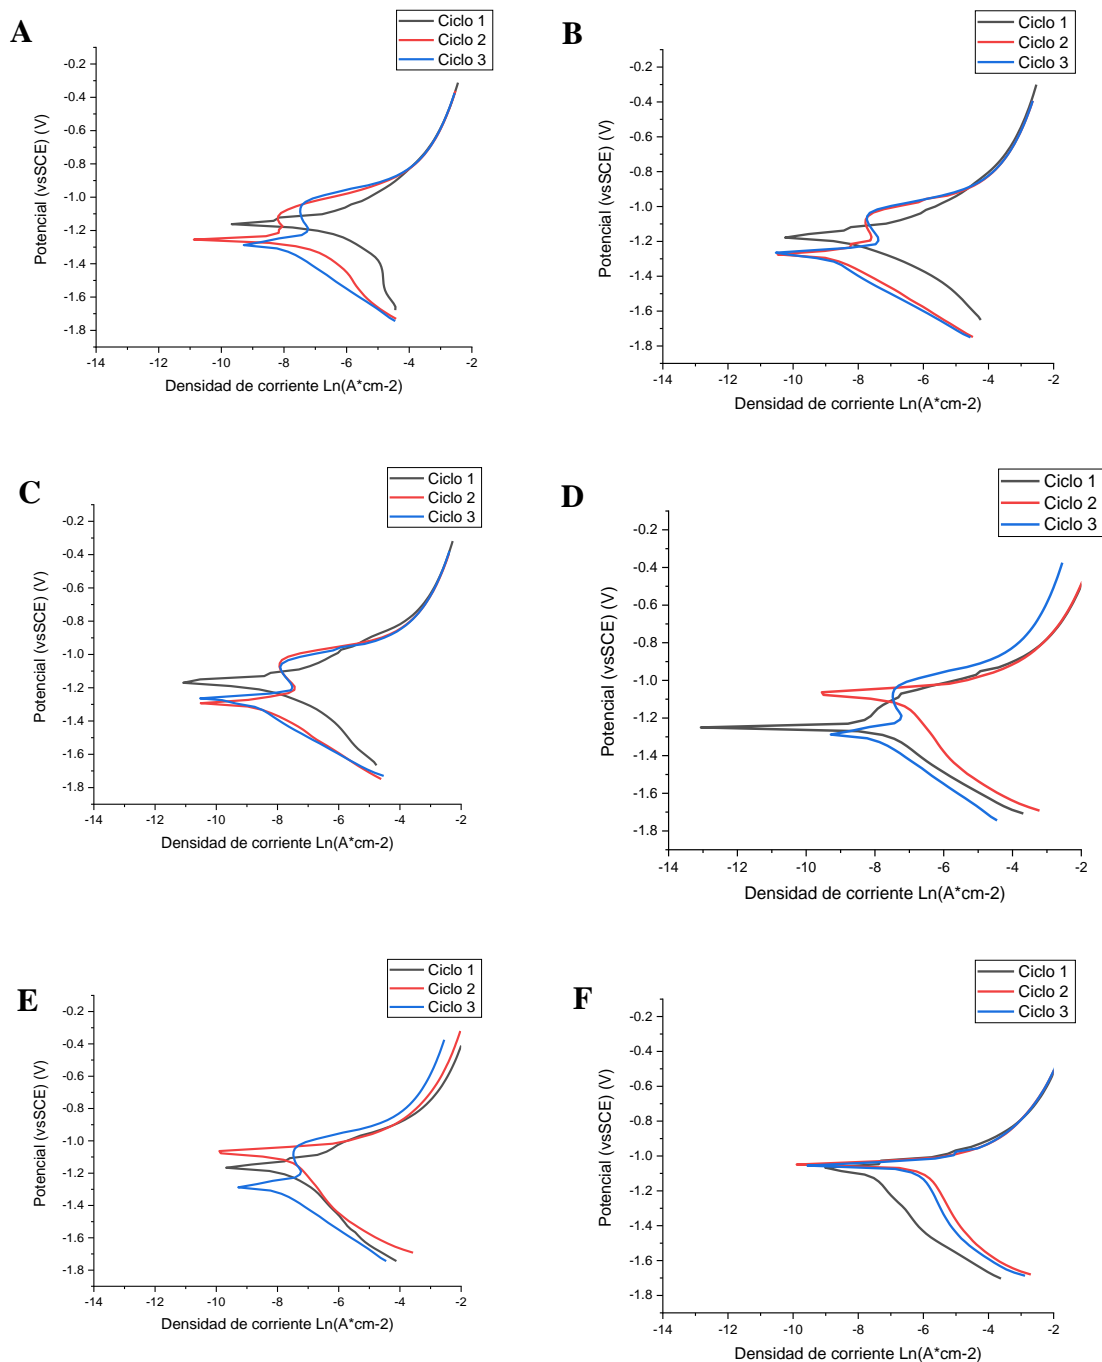 A
Ciclo 1
Ciclo 2
Ciclo 3
-0.2
-0.4
-0.6
-0.8
-1.0
-1.2
-1.4
-1.6
-1.8
Potencial (vsSCE) (V)
-14 -12 -10 -8 -6 -4 -2
Densidad de corriente Ln(A*cm-2)
B
Ciclo 1
Ciclo 2
Ciclo 3
-0.2
-0.4
-0.6
-0.8
-1.0
-1.2
-1.4
-1.6
-1.8
Potencial (vsSCE) (V)
-14 -12 -10 -8 -6 -4 -2
Densidad de corriente Ln(A*cm-2)
C
Ciclo 1
Ciclo 2
Ciclo 3
-0.2
-0.4
-0.6
-0.8
-1.0
-1.2
-1.4
-1.6
-1.8
Potencial (vsSCE) (V)
-14 -12 -10 -8 -6 -4 -2
Densidad de corriente Ln(A*cm-2)
D
Ciclo 1
Ciclo 2
Ciclo 3
-0.2
-0.4
-0.6
-0.8
-1.0
-1.2
-1.4
-1.6
-1.8
Potencial (vsSCE) (V)
-14 -12 -10 -8 -6 -4 -2
Densidad de corriente Ln(A*cm-2)
E
Ciclo 1
Ciclo 2
Ciclo 3
-0.2
-0.4
-0.6
-0.8
-1.0
-1.2
-1.4
-1.6
-1.8
Potencial (vsSCE) (V)
-14 -12 -10 -8 -6 -4 -2
Densidad de corriente Ln(A*cm-2)
F
Ciclo 1
Ciclo 2
Ciclo 3
-0.2
-0.4
-0.6
-0.8
-1.0
-1.2
-1.4
-1.6
-1.8
Potencial (vsSCE) (V)
-14 -12 -10 -8 -6 -4 -2
Densidad de corriente Ln(A*cm-2)